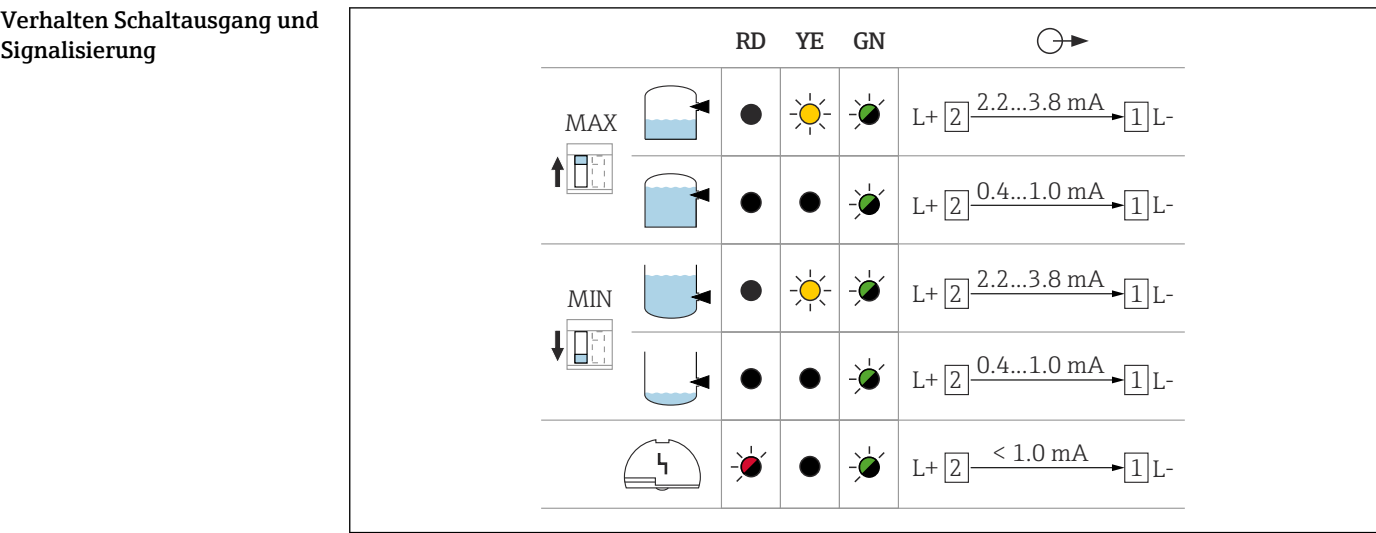 Verhalten Schaltausgang und
Signalisierung
RD YE GN
MAX
L+ 2 2.2...3.8 mA 1 L-
L+ 2 0.4...1.0 mA 1 L-
MIN
L+ 2 2.2...3.8 mA 1 L-
L+ 2 0.4...1.0 mA 1 L-
L+ 2 < 1.0 mA 1 L-